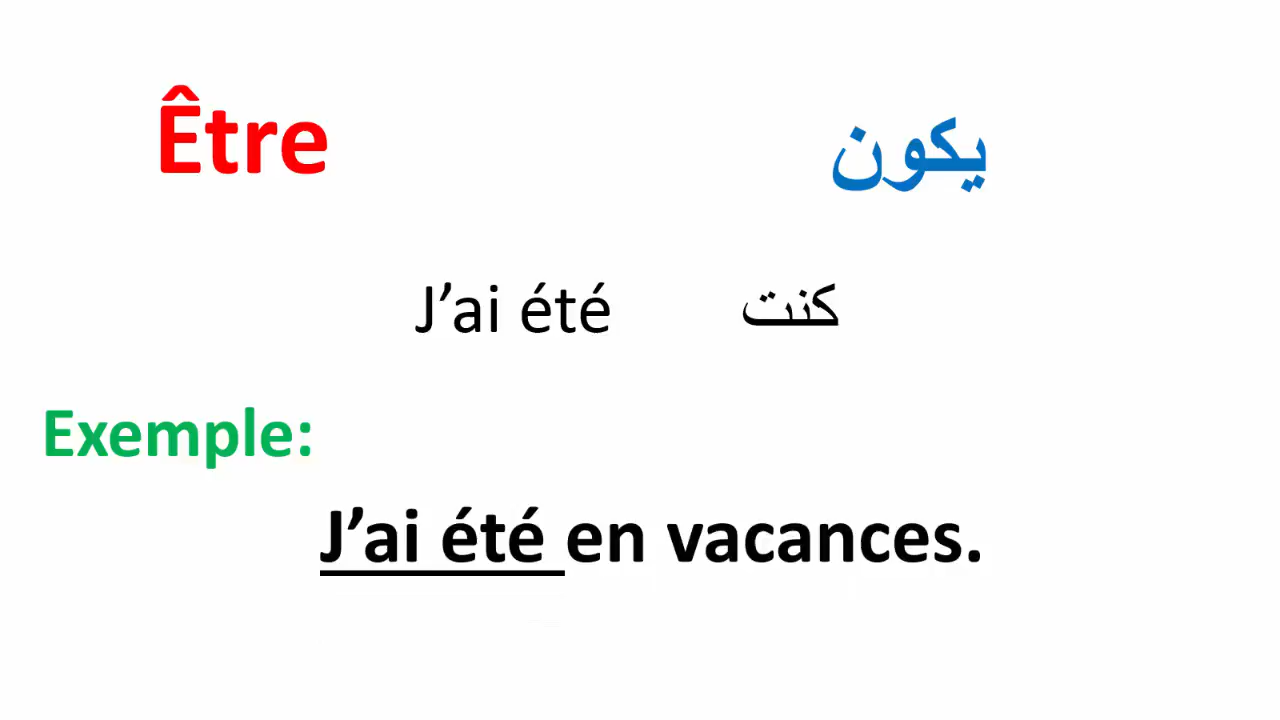 Être يكون
J’ai été كنت
Exemple:
J’ai été en vacances.